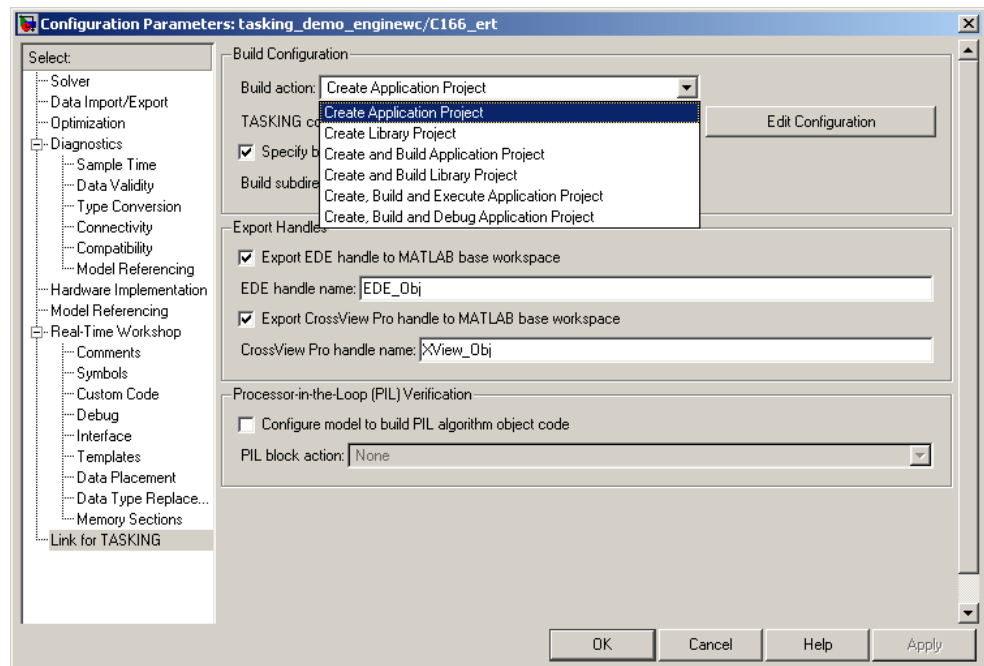 Configuration Parameters: tasking_demo_enginewc/C166_ert
Select:
Solver
Data Import/Export
Optimization
Diagnostics
Sample Time
Data Validity
Type Conversion
Connectivity
Compatibility
Model Referencing
Hardware Implementation
Model Referencing
Real-Time Workshop
Comments
Symbols
Custom Code
Debug
Interface
Templates
Data Placement
Data Type Replace...
Memory Sections
Link for TASKING
Build Configuration
Build action: Create Application Project
Create Application Project
Create Library Project
Create and Build Application Project
Create and Build Library Project
Create, Build and Execute Application Project
Create, Build and Debug Application Project
TASKING
Edit Configuration
Specify
Build
Export Handles
Export EDE handle to MATLAB base workspace
EDE handle name: EDE_Obj
Export CrossView Pro handle to MATLAB base workspace
CrossView Pro handle name: XView_Obj
Processor-in-the-Loop (PIL) Verification
Configure model to build PIL algorithm object code
PIL block action: None
OK Cancel Help Apply